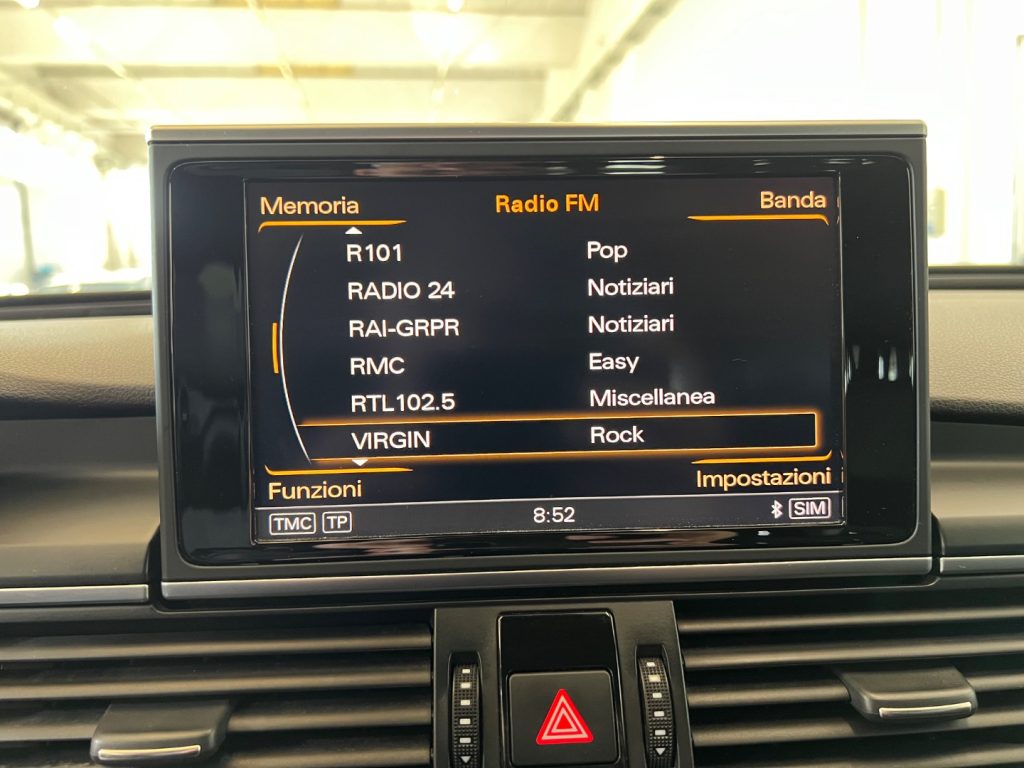 Memoria Radio FM Banda
R101 Pop
RADIO 24 Notiziari
RAI-GRPR Notiziari
RMC Easy
RTL102.5 Miscellanea
VIRGIN Rock
Funzioni Impostazioni
TMC TP 8:52 SIM